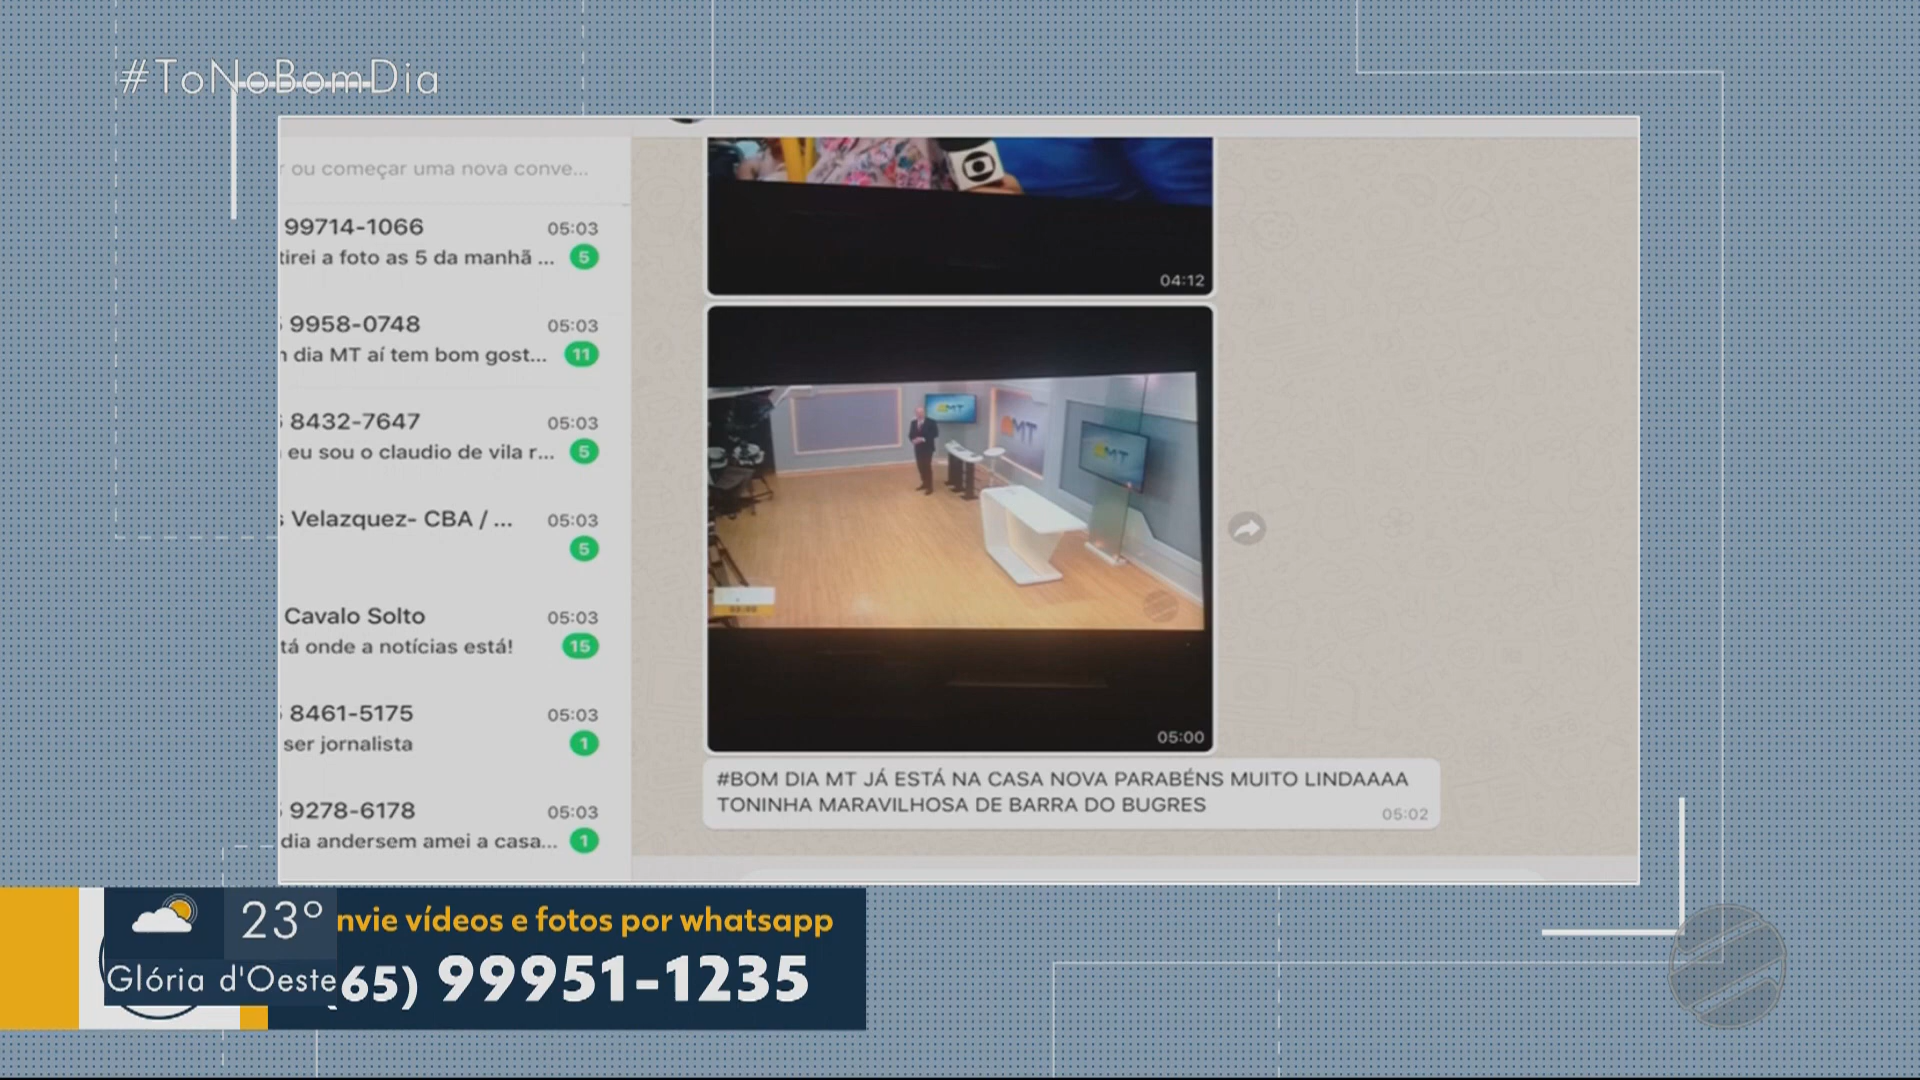 #ToNoBomDia
r ou começar uma nova conve...
99714-1066 05:03
tirei a foto as 5 da manhã ... 5
9958-0748 05:03
dia MT aí tem bom gost... 11
8432-7647 05:03
eu sou o claudio de vila r... 5
Velazquez- CBA / ... 05:03
5
Cavalo Solto 05:03
tá onde a notícias está! 15
8461-5175 05:03
ser jornalista 1
9278-6178 05:03
dia andersem amei a casa... 1
04:12
MT
MT
MT
05:00
#BOM DIA MT JÁ ESTÁ NA CASA NOVA PARABÉNS MUITO LINDAAAA
TONINHA MARAVILHOSA DE BARRA DO BUGRES
05:02
23°
Glória d'Oeste
nvie vídeos e fotos por whatsapp
(65) 99951-1235